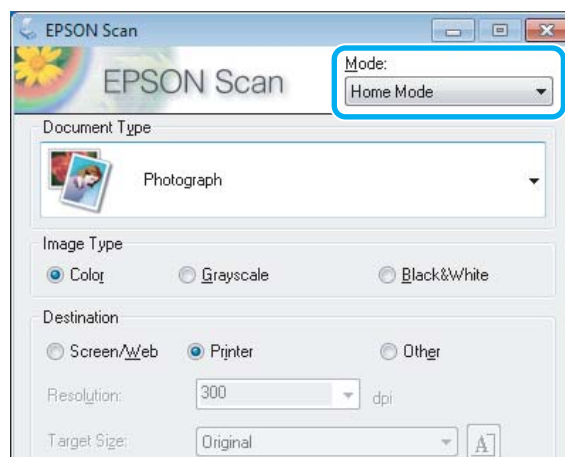 EPSON Scan
EPSON Scan
Mode:
Home Mode
Document Type
Photograph
Image Type
Color
Grayscale
Black&White
Destination
Screen/Web
Printer
Other
Resolution:
300
dpi
Target Size:
Original
A